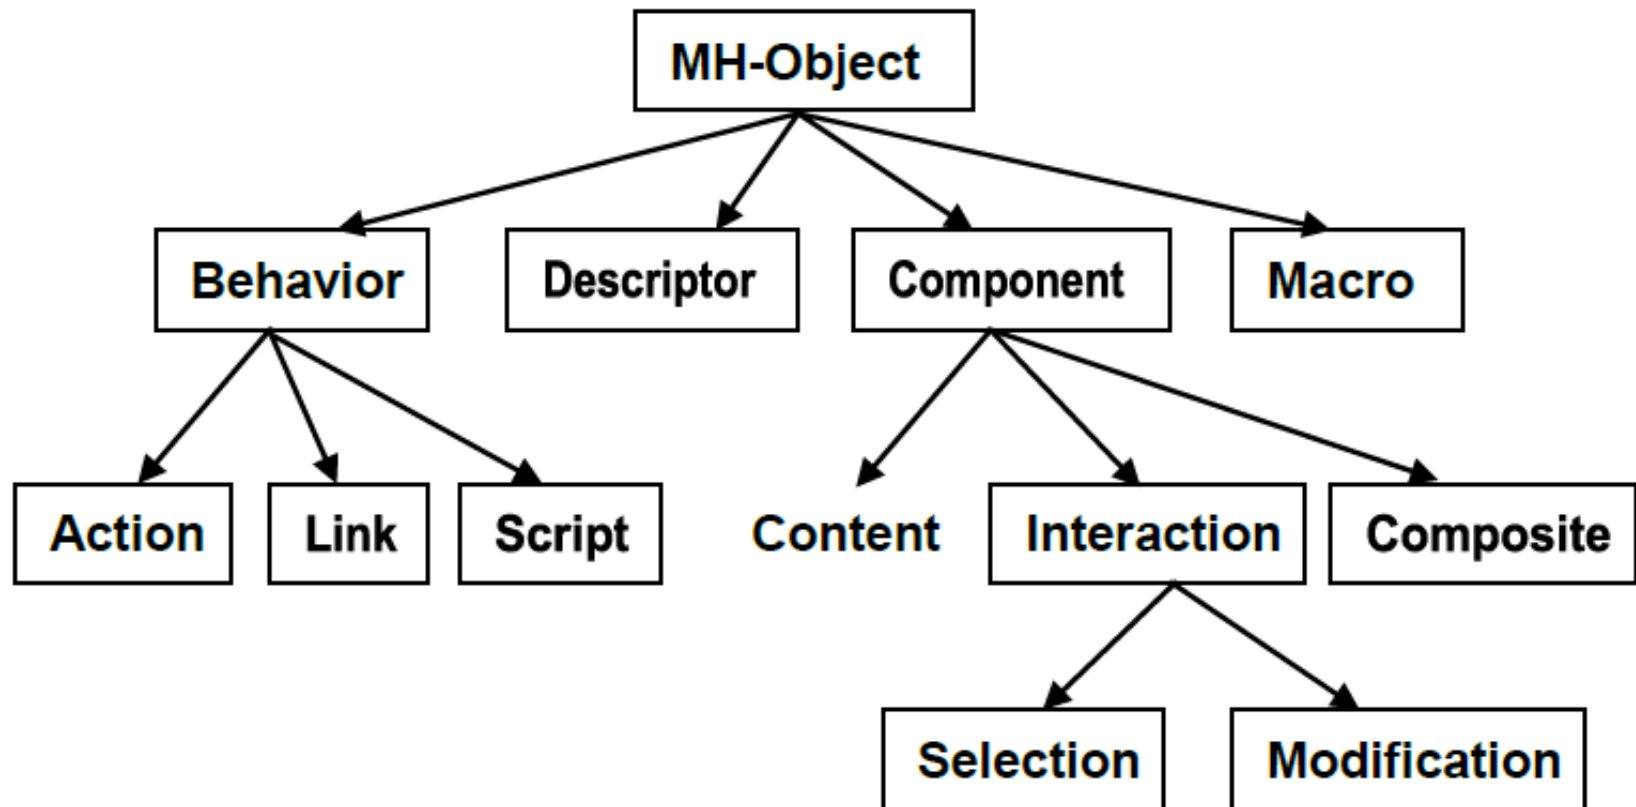 MH-Object
Behavior
Descriptor
Component
Macro
Action
Link
Script
Content
Interaction
Composite
Selection
Modification